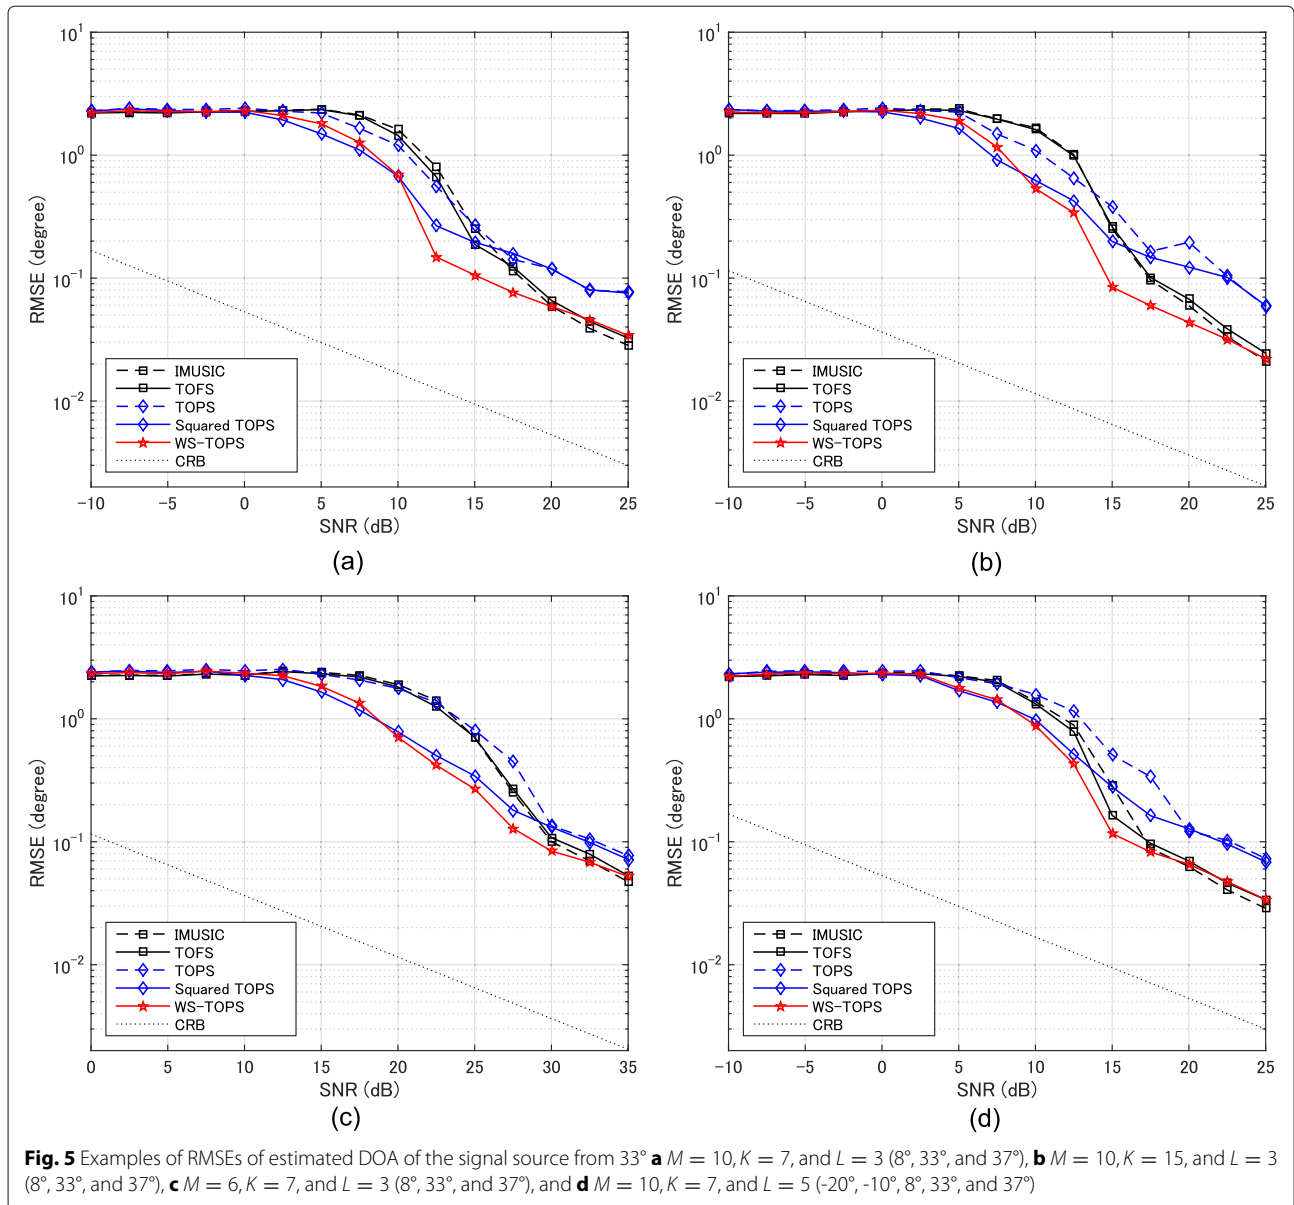 10^1
10^0
10^-1
10^-2
RMSE (degree)
IMUSIC
TOFS
TOPS
Squared TOPS
WS-TOPS
CRB
-10 -5 0 5 10 15 20 25
SNR (dB)
(a)
10^1
10^0
10^-1
10^-2
RMSE (degree)
IMUSIC
TOFS
TOPS
Squared TOPS
WS-TOPS
CRB
-10 -5 0 5 10 15 20 25
SNR (dB)
(b)
10^1
10^0
10^-1
10^-2
RMSE (degree)
IMUSIC
TOFS
TOPS
Squared TOPS
WS-TOPS
CRB
0 5 10 15 20 25 30 35
SNR (dB)
(c)
10^1
10^0
10^-1
10^-2
RMSE (degree)
IMUSIC
TOFS
TOPS
Squared TOPS
WS-TOPS
CRB
-10 -5 0 5 10 15 20 25
SNR (dB)
(d)
Fig. 5 Examples of RMSEs of estimated DOA of the signal source from 33° a M = 10, K = 7, and L = 3 (8°, 33°, and 37°), b M = 10, K = 15, and L = 3
(8°, 33°, and 37°), c M = 6, K = 7, and L = 3 (8°, 33°, and 37°), and d M = 10, K = 7, and L = 5 (-20°, -10°, 8°, 33°, and 37°)